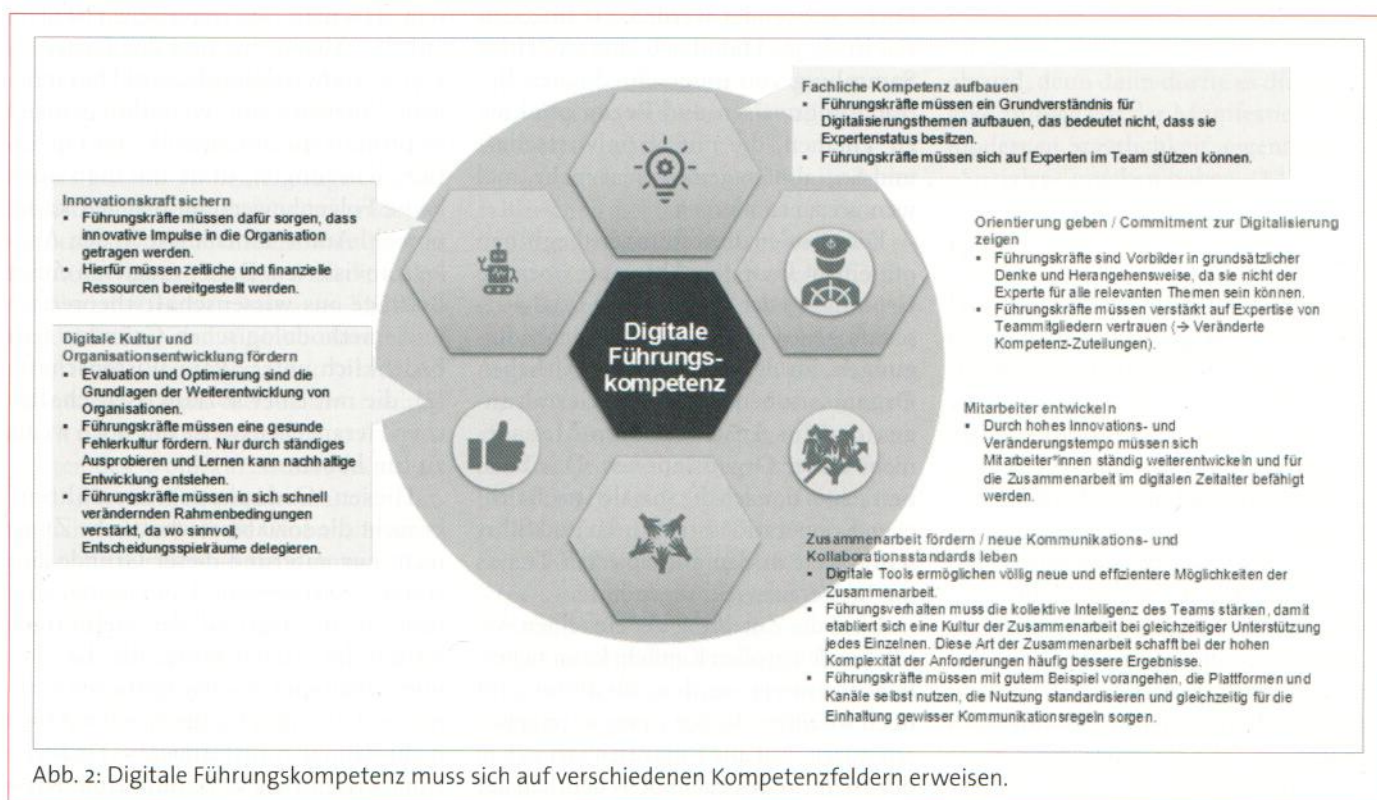 Fachliche Kompetenz aufbauen
▪ Führungskräfte müssen ein Grundverständnis für
Digitalisierungsthemen aufbauen, das bedeutet nicht, dass sie
Expertenstatus besitzen.
▪ Führungskräfte müssen sich auf Experten im Team stützen können.
Innovationskraft sichern
▪ Führungskräfte müssen dafür sorgen, dass
innovative Impulse in die Organisation
getragen werden.
▪ Hierfür müssen zeitliche und finanzielle
Ressourcen bereitgestellt werden.
Orientierung geben / Commitment zur Digitalisierung
zeigen
▪ Führungskräfte sind Vorbilder in grundsätzlicher
Denke und Herangehensweise, da sie nicht der
Experte für alle relevanten Themen sein können.
▪ Führungskräfte müssen verstärkt auf Expertise von
Teammitgliedern vertrauen (→ Veränderte
Kompetenz-Zuteilungen).
Digitale
Führungs-
kompetenz
Digitale Kultur und
Organisationsentwicklung fördern
▪ Evaluation und Optimierung sind die
Grundlagen der Weiterentwicklung von
Organisationen.
▪ Führungskräfte müssen eine gesunde
Fehlerkultur fördern. Nur durch ständiges
Ausprobieren und Lernen kann nachhaltige
Entwicklung entstehen.
▪ Führungskräfte müssen in sich schnell
verändernden Rahmenbedingungen
verstärkt, da wo sinnvoll,
Entscheidungsspielräume delegieren.
Mitarbeiter entwickeln
▪ Durch hohes Innovations- und
Veränderungstempo müssen sich
Mitarbeiter*innen ständig weiterentwickeln und für
die Zusammenarbeit im digitalen Zeitalter befähigt
werden.
Zusammenarbeit fördern / neue Kommunikations- und
Kollaborationsstandards leben
▪ Digitale Tools ermöglichen völlig neue und effizientere Möglichkeiten der
Zusammenarbeit.
▪ Führungsverhalten muss die kollektive Intelligenz des Teams stärken, damit
etabliert sich eine Kultur der Zusammenarbeit bei gleichzeitiger Unterstützung
jedes Einzelnen. Diese Art der Zusammenarbeit schafft bei der hohen
Komplexität der Anforderungen häufig bessere Ergebnisse.
▪ Führungskräfte müssen mit gutem Beispiel vorangehen, die Plattformen und
Kanäle selbst nutzen, die Nutzung standardisieren und gleichzeitig für die
Einhaltung gewisser Kommunikationsregeln sorgen.
Abb. 2: Digitale Führungskompetenz muss sich auf verschiedenen Kompetenzfeldern erweisen.